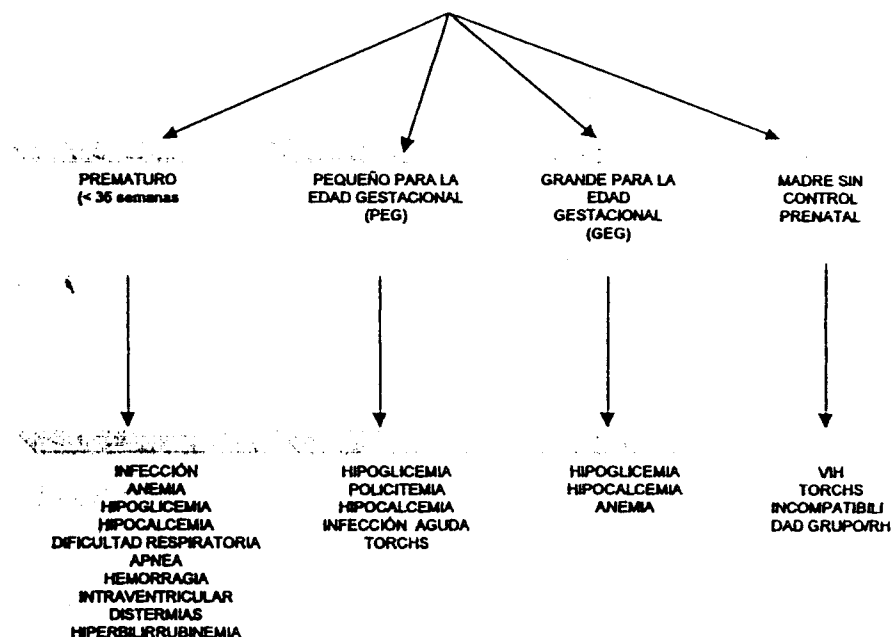 PREMATURO
(< 36 semanas
PEQUEÑO PARA LA
EDAD GESTACIONAL
(PEG)
GRANDE PARA LA
EDAD
GESTACIONAL
(GEG)
MADRE SIN
CONTROL
PRENATAL
INFECCIÓN
ANEMIA
HIPOGLICEMIA
HIPOCALCEMIA
DIFICULTAD RESPIRATORIA
APNEA
HEMORRAGIA
INTRAVENTRICULAR
DISTERMIAS
HIPERBILIRRUBINEMIA
HIPOGLICEMIA
POLICITEMIA
HIPOCALCEMIA
INFECCIÓN AGUDA
TORCHS
HIPOGLICEMIA
HIPOCALCEMIA
ANEMIA
VIH
TORCHS
INCOMPATIBILI
DAD GRUPO/RH